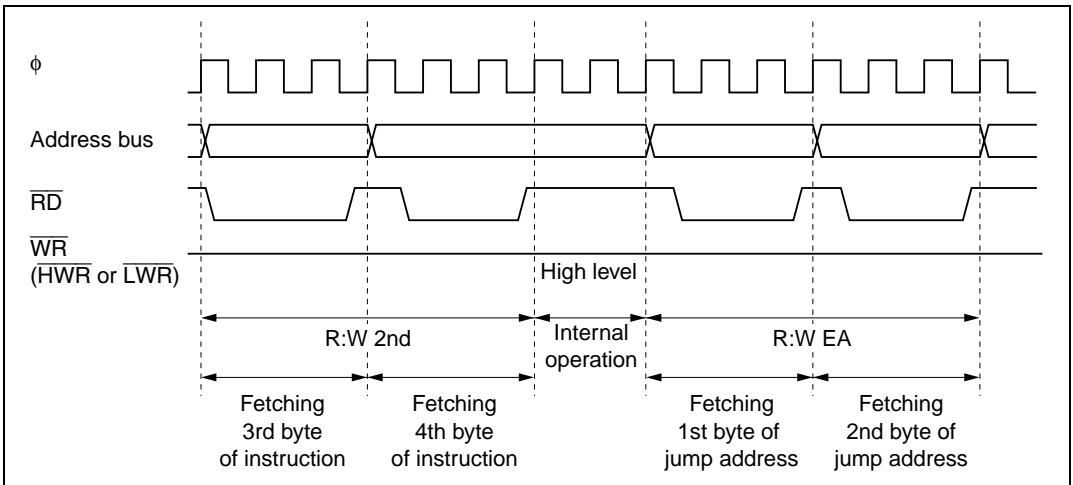 ϕ
Address bus
RD
WR
(HWR or LWR)
High level
R:W 2nd
Internal
operation
R:W EA
Fetching
3rd byte
of instruction
Fetching
4th byte
of instruction
Fetching
1st byte of
jump address
Fetching
2nd byte of
jump address